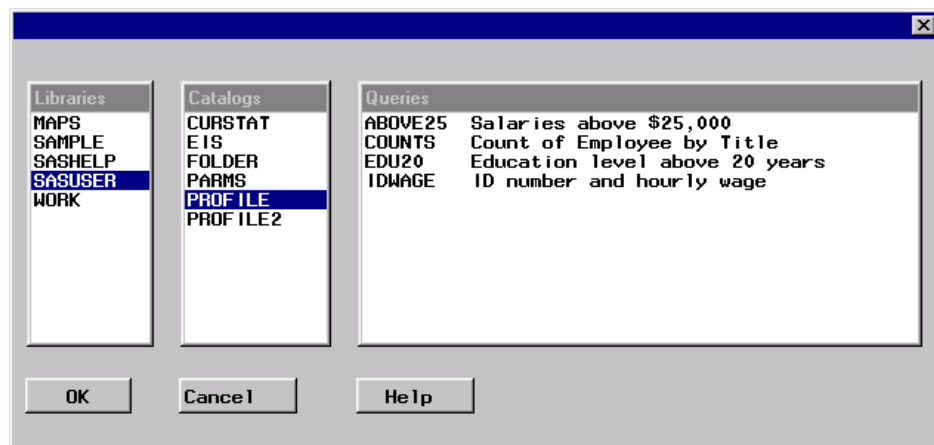 Libraries
MAPS
SAMPLE
SASHELP
SASUSER
WORK
Catalogs
CURSTAT
EIS
FOLDER
PARMS
PROFILE
PROFILE2
Queries
ABOVE25 Salaries above $25,000
COUNTS Count of Employee by Title
EDU20 Education level above 20 years
IDWAGE ID number and hourly wage
OK
Cancel
Help